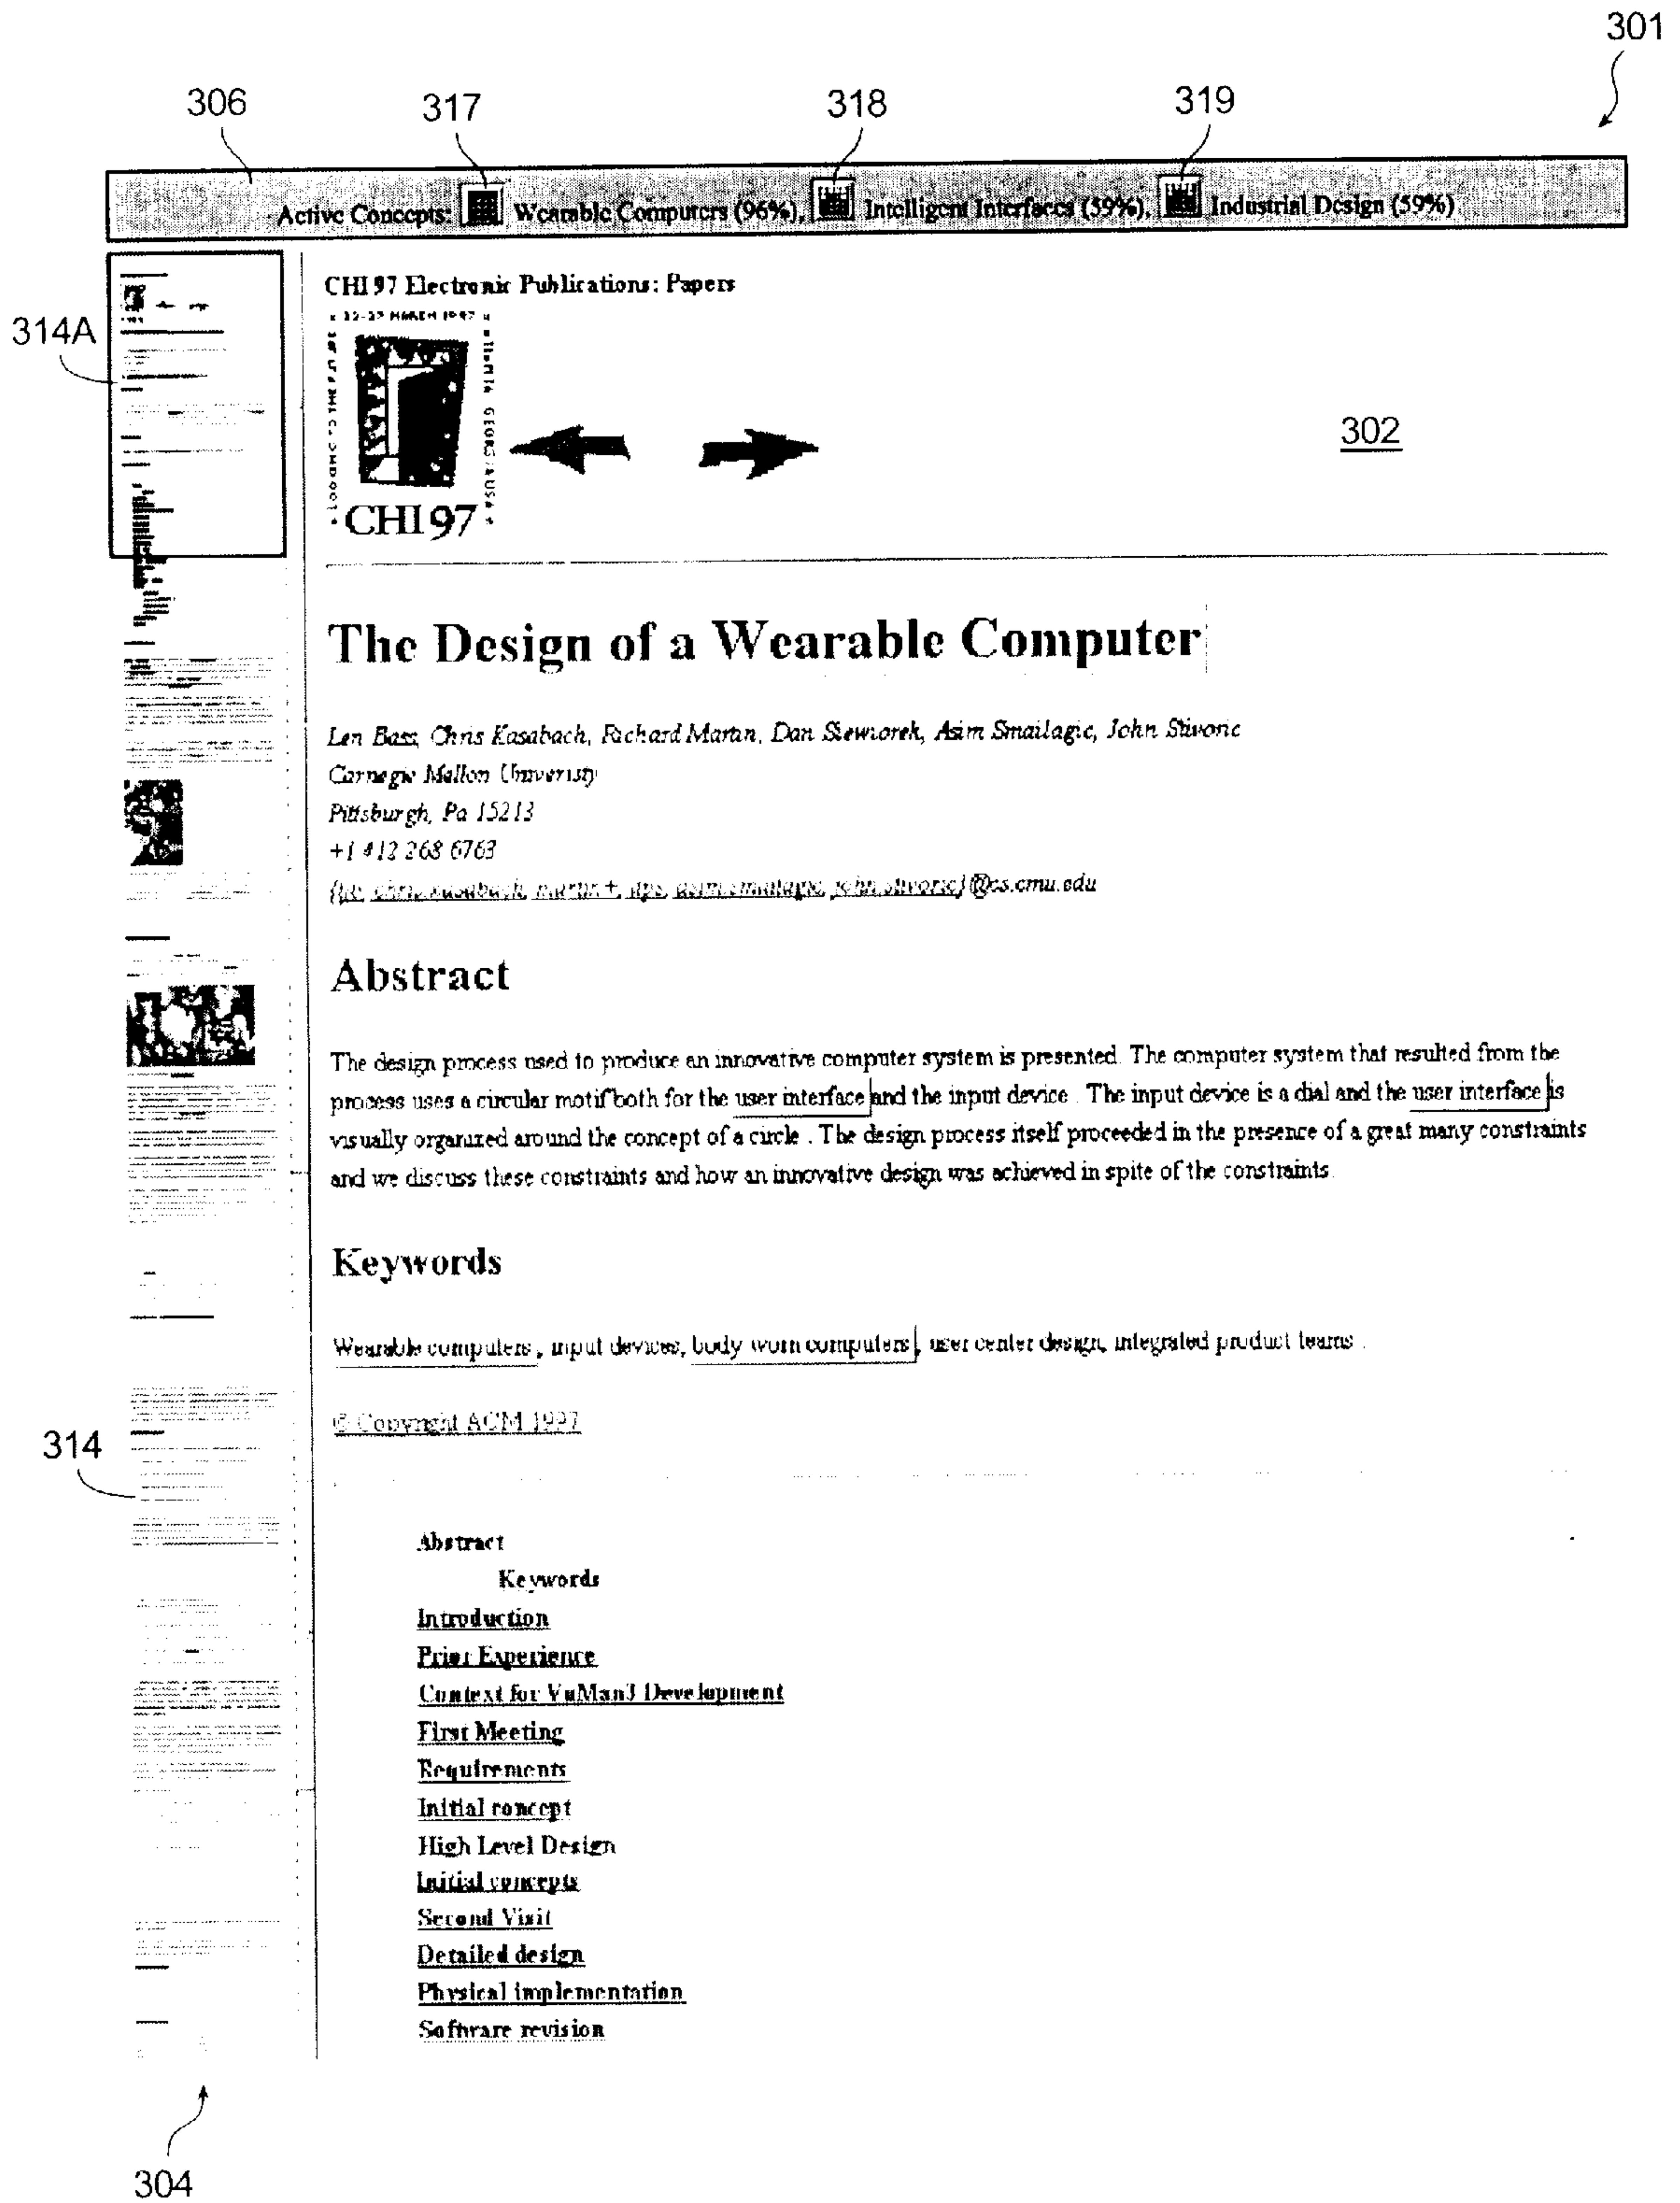 301
306 317 318 319
Active Concepts: Wearable Computers (96%), Intelligent Interfaces (59%), Industrial Design (59%)
314A
CHI 97 Electronic Publications: Papers
22-27 MARCH 1997
GEORGIA USA
CHI 97
302
The Design of a Wearable Computer
Len Bass, Chris Kasabach, Richard Martin, Dan Siewiorek, Asim Smailagic, John Stivoric
Carnegie Mellon Univeristy
Pittsburgh, Pa 15213
+1 412 268 6763
@cs.cmu.edu
Abstract
The design process used to produce an innovative computer system is presented. The computer system that resulted from the
process uses a circular motif both for the user interface and the input device . The input device is a dial and the user interface is
visually organized around the concept of a circle . The design process itself proceeded in the presence of a great many constraints
and we discuss these constraints and how an innovative design was achieved in spite of the constraints.
Keywords
Wearable computers , input devices, body worn computers , user center design, integrated product teams .
© Copyright ACM 1997
314
Abstract
Keywords
Introduction
Prior Experience
Context for VuMan3 Development
First Meeting
Requirements
Initial concept
High Level Design
Initial concepts
Second Visit
Detailed design
Physical implementation
Software revision
304